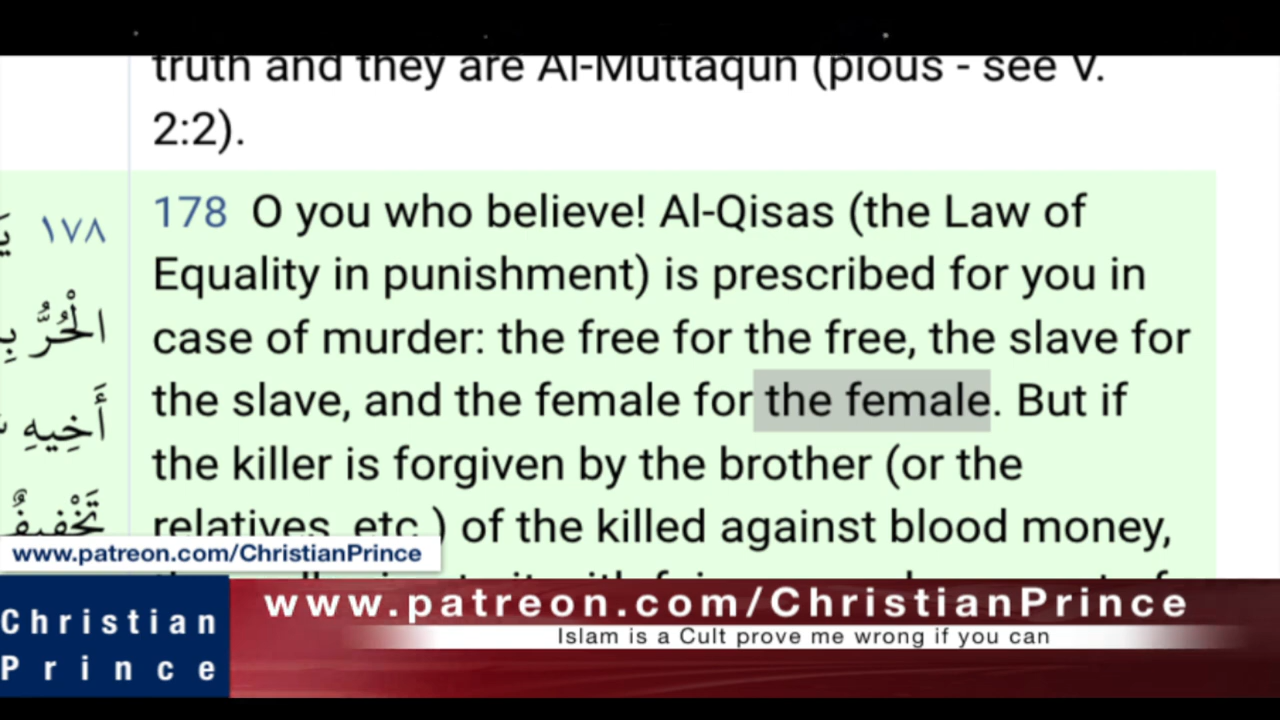 truth and they are Al-Muttaqun (pious - see V.
2:2).
178 O you who believe! Al-Qisas (the Law of
Equality in punishment) is prescribed for you in
case of murder: the free for the free, the slave for
the slave, and the female for the female. But if
the killer is forgiven by the brother (or the
relatives, etc.) of the killed against blood money,
١٧٨
الْحُرُّ
أَخِيهِ
تَخْفِيفٌ
www.patreon.com/ChristianPrince
www.patreon.com/ChristianPrince
Islam is a Cult prove me wrong if you can
Christian
Prince